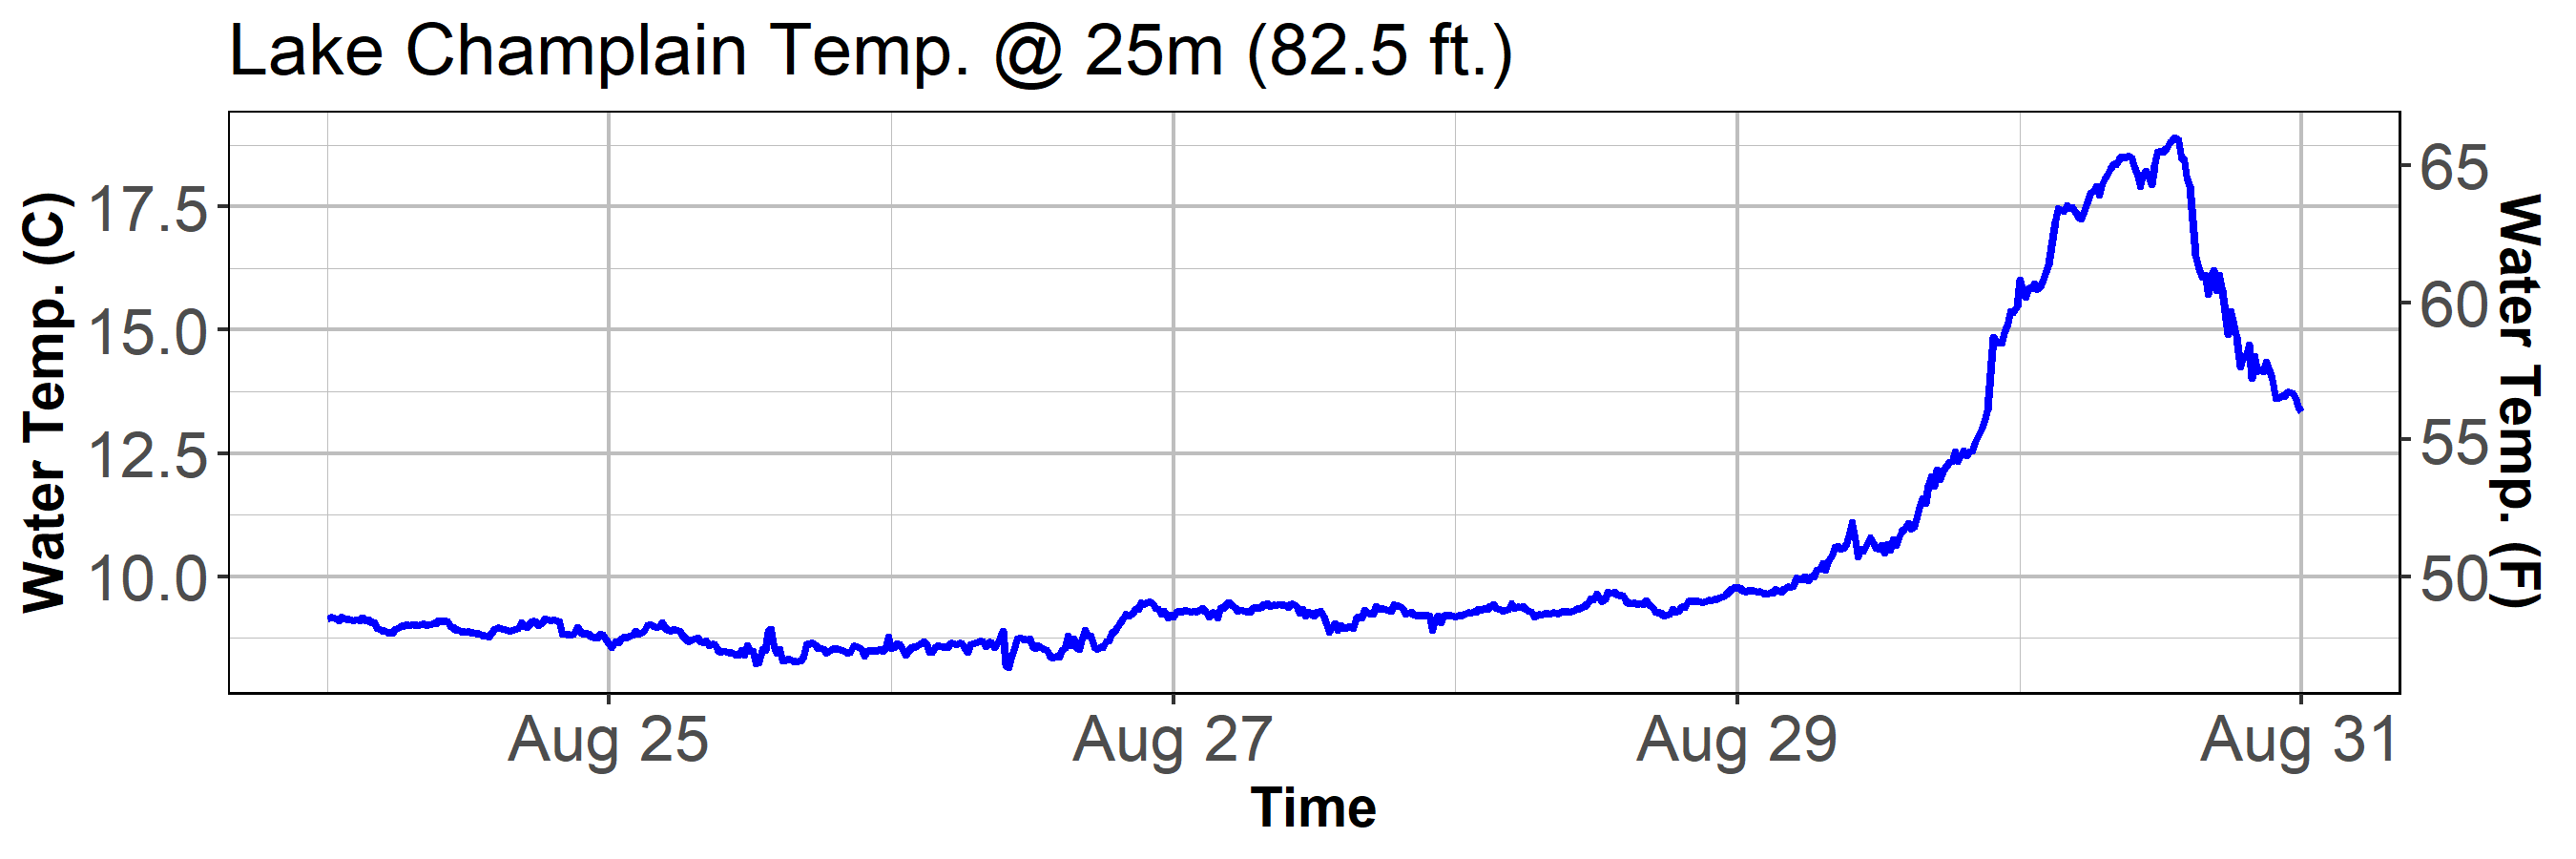 Lake Champlain Temp. @ 25m (82.5 ft.)
Water Temp. (C)
17.5
15.0
12.5
10.0
65
60
55
50
Water Temp. (F)
Aug 25 Aug 27 Aug 29 Aug 31
Time